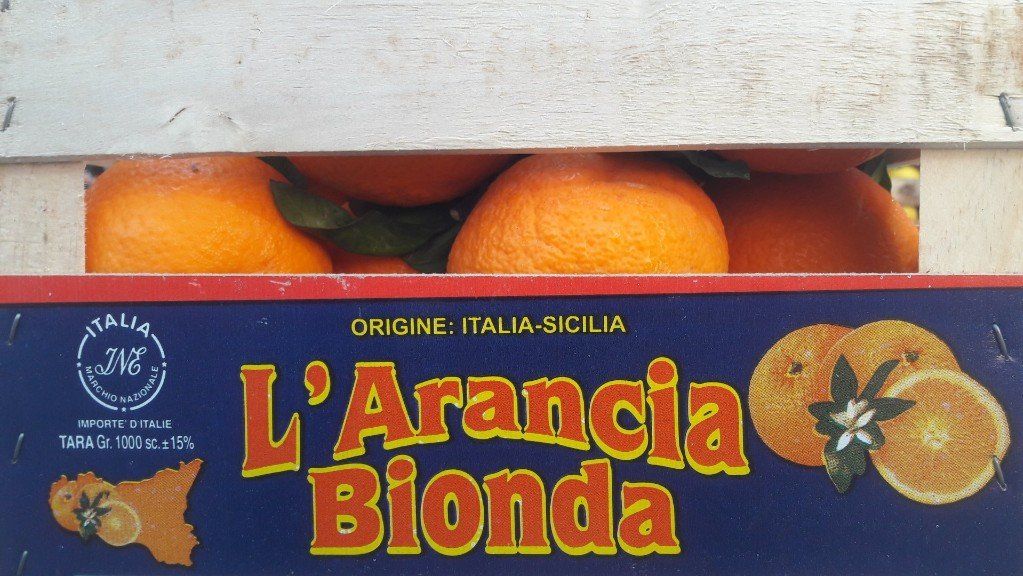 ORIGINE: ITALIA-SICILIA
ITALIA
INE
MARCHIO NAZIONALE
IMPORTE' D'ITALIE
TARA Gr. 1000 sc. ±15%
L'Arancia
Bionda